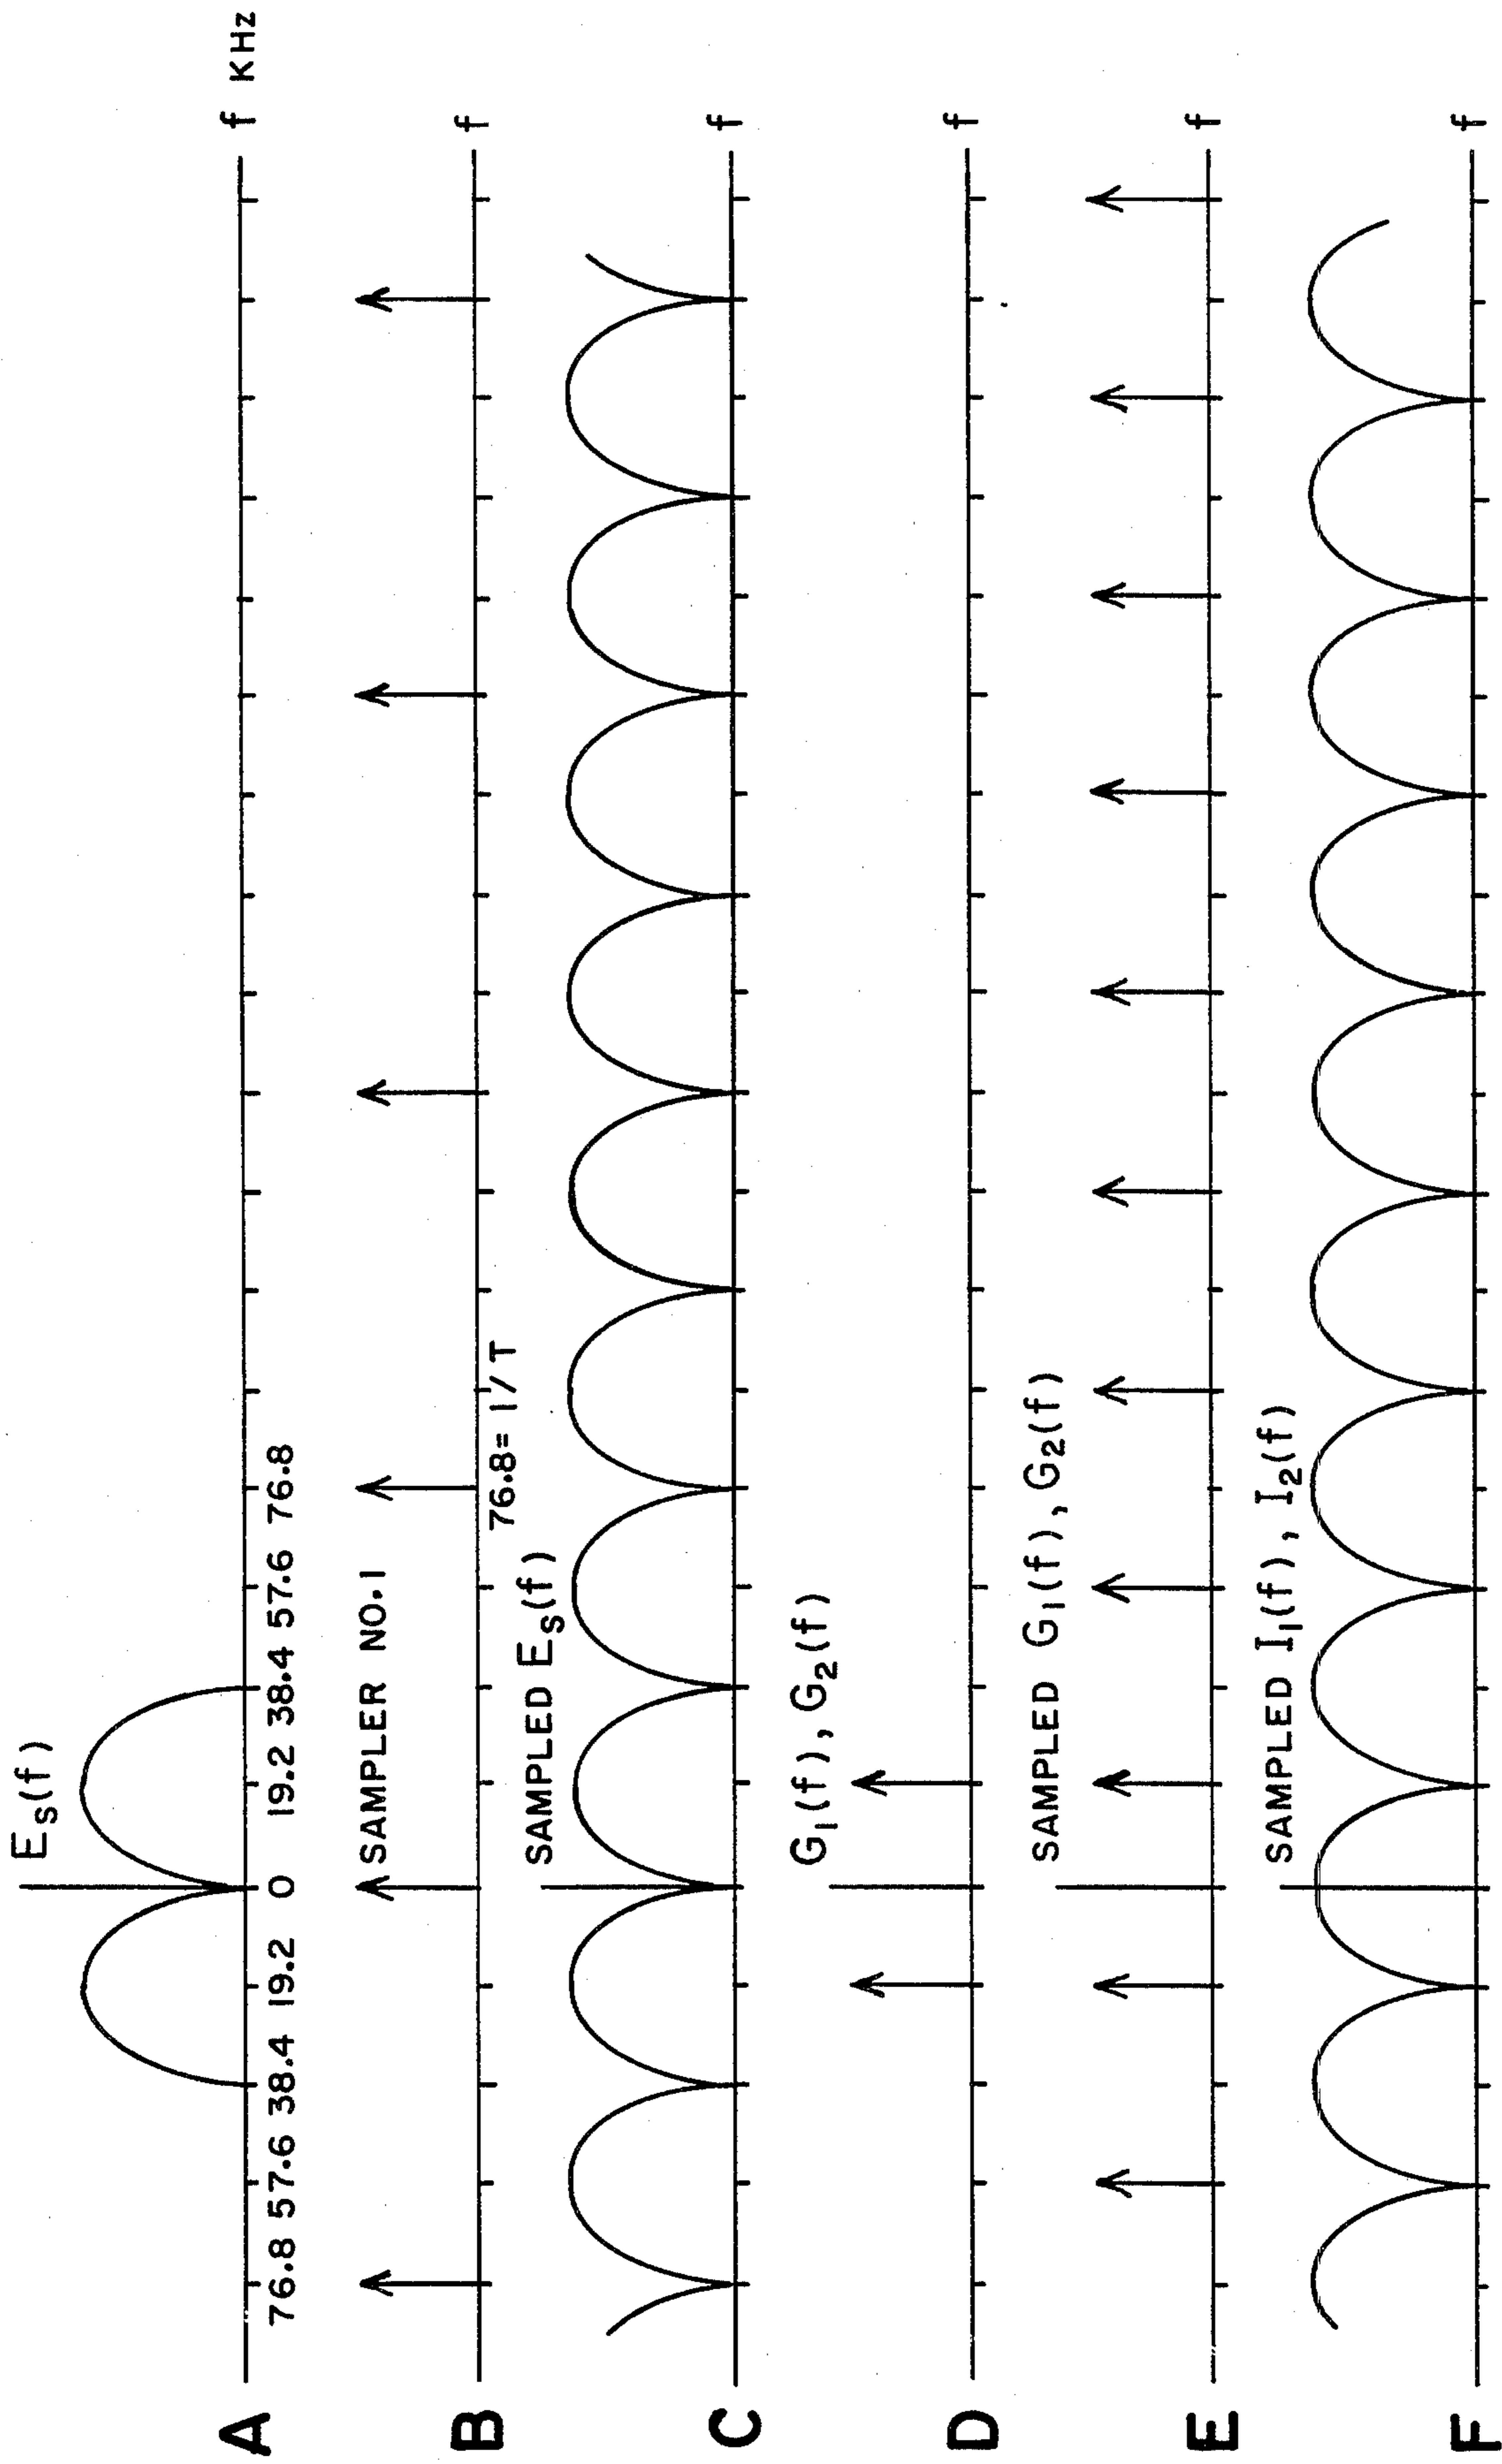 Es(f)
A
f KHz
76.8 57.6 38.4 19.2 0 19.2 38.4 57.6 76.8
SAMPLER NO.1
B
f
76.8=1/T
SAMPLED Es(f)
C
f
G1(f), G2(f)
D
f
SAMPLED G1(f), G2(f)
E
f
SAMPLED I1(f), I2(f)
F
f